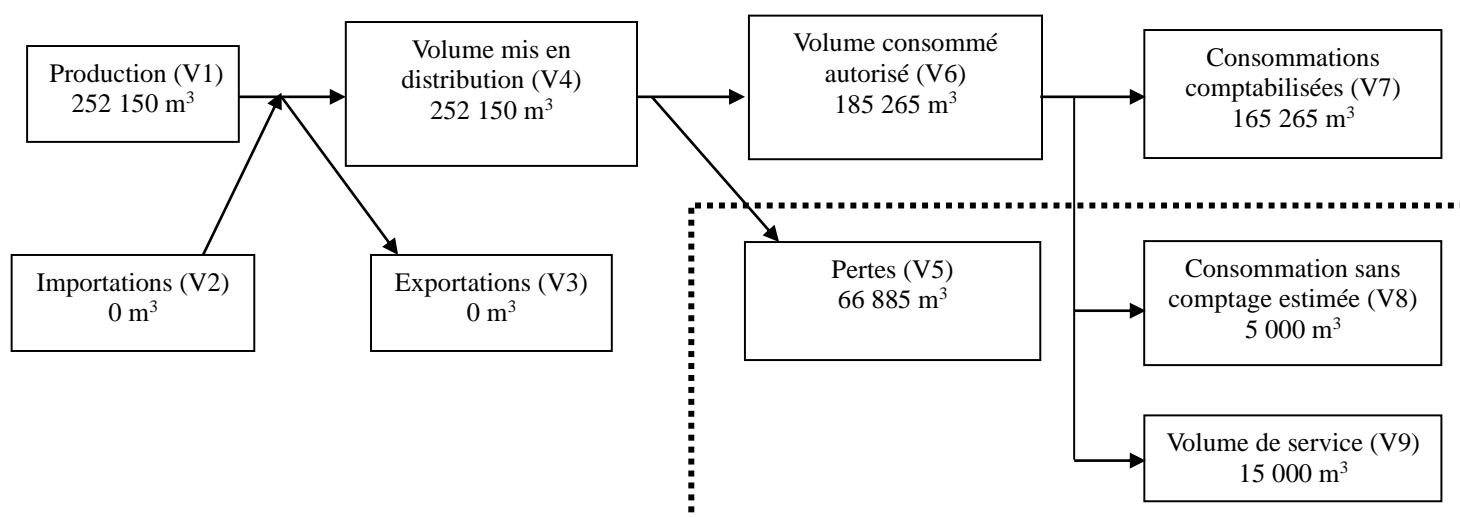 Production (V1)
252 150 m³
Volume mis en
distribution (V4)
252 150 m³
Volume consommé
autorisé (V6)
185 265 m³
Consommations
comptabilisées (V7)
165 265 m³
Importations (V2)
0 m³
Exportations (V3)
0 m³
Pertes (V5)
66 885 m³
Consommation sans
comptage estimée (V8)
5 000 m³
Volume de service (V9)
15 000 m³